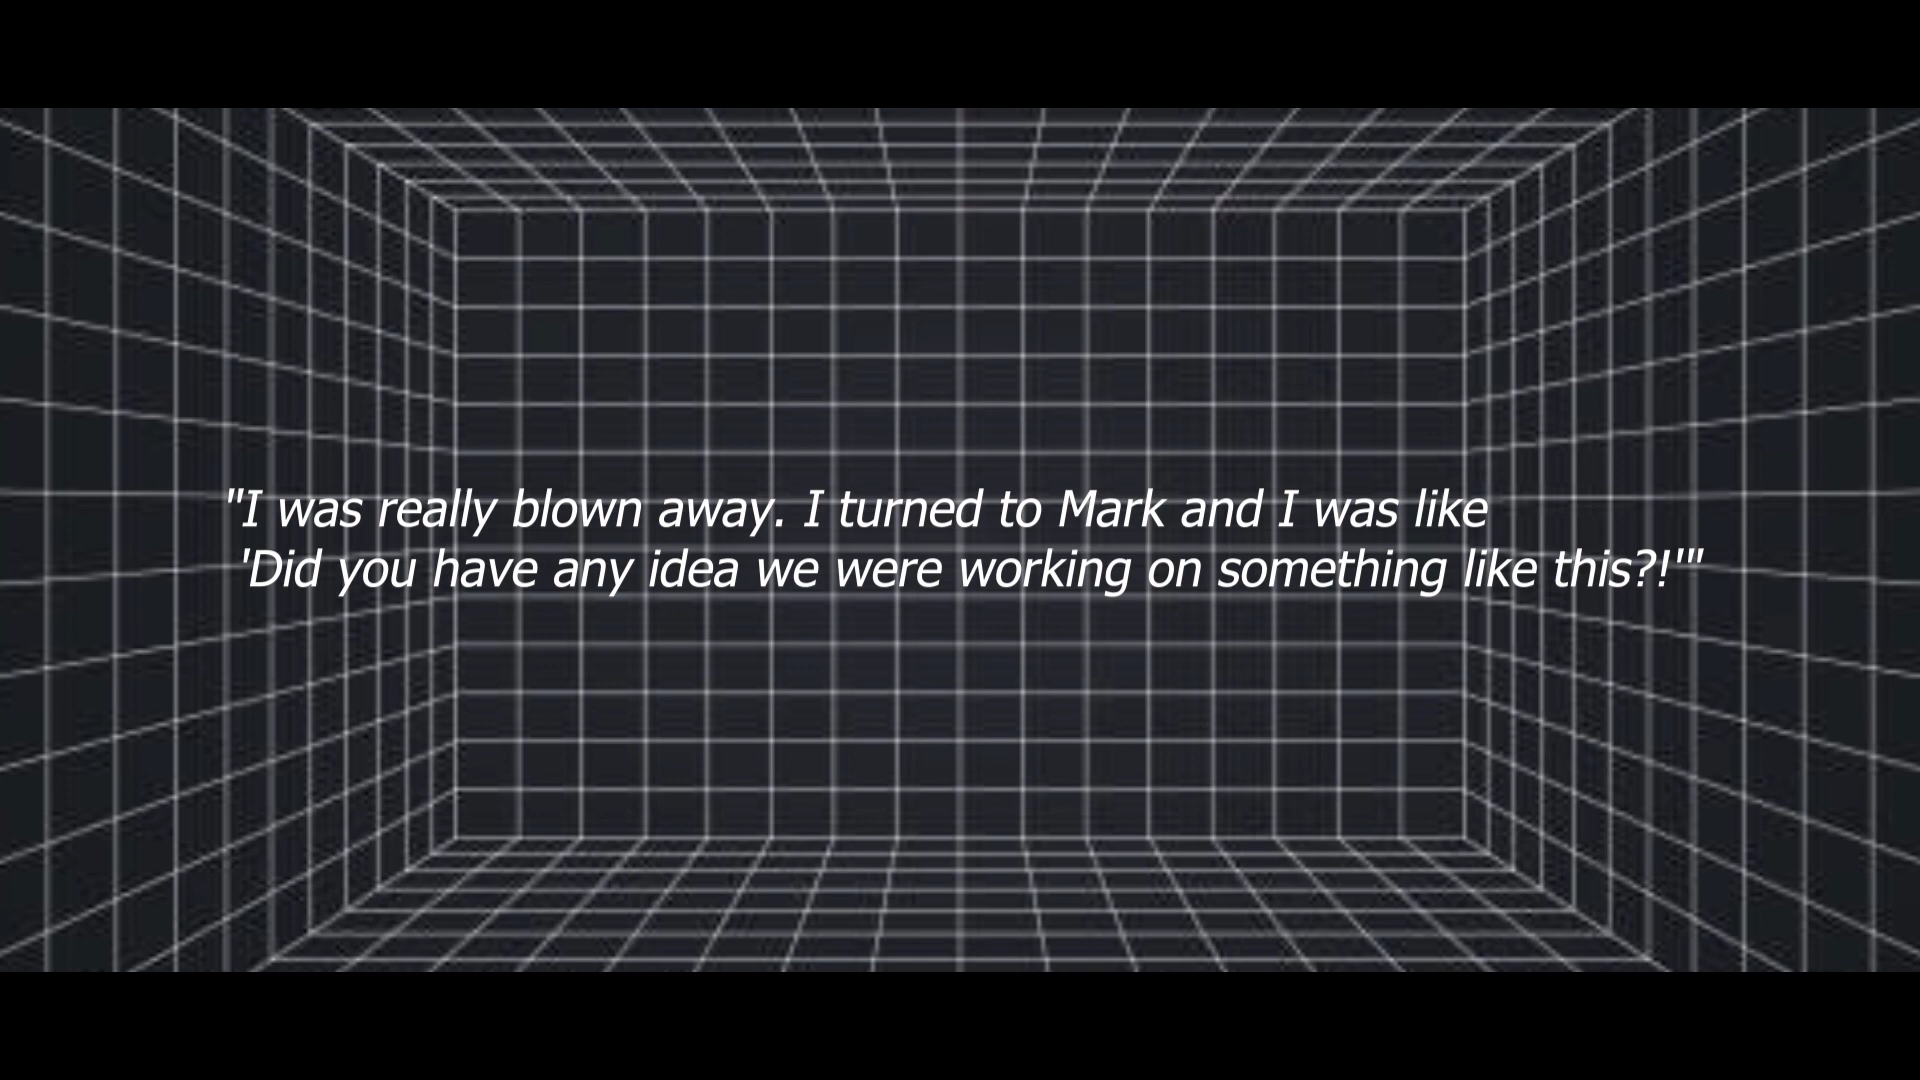 "I was really blown away. I turned to Mark and I was like
'Did you have any idea we were working on something like this?!'"